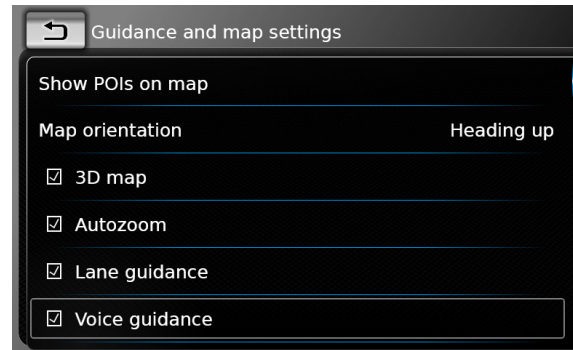 Guidance and map settings
Show POIs on map
Map orientation Heading up
3D map
Autozoom
Lane guidance
Voice guidance